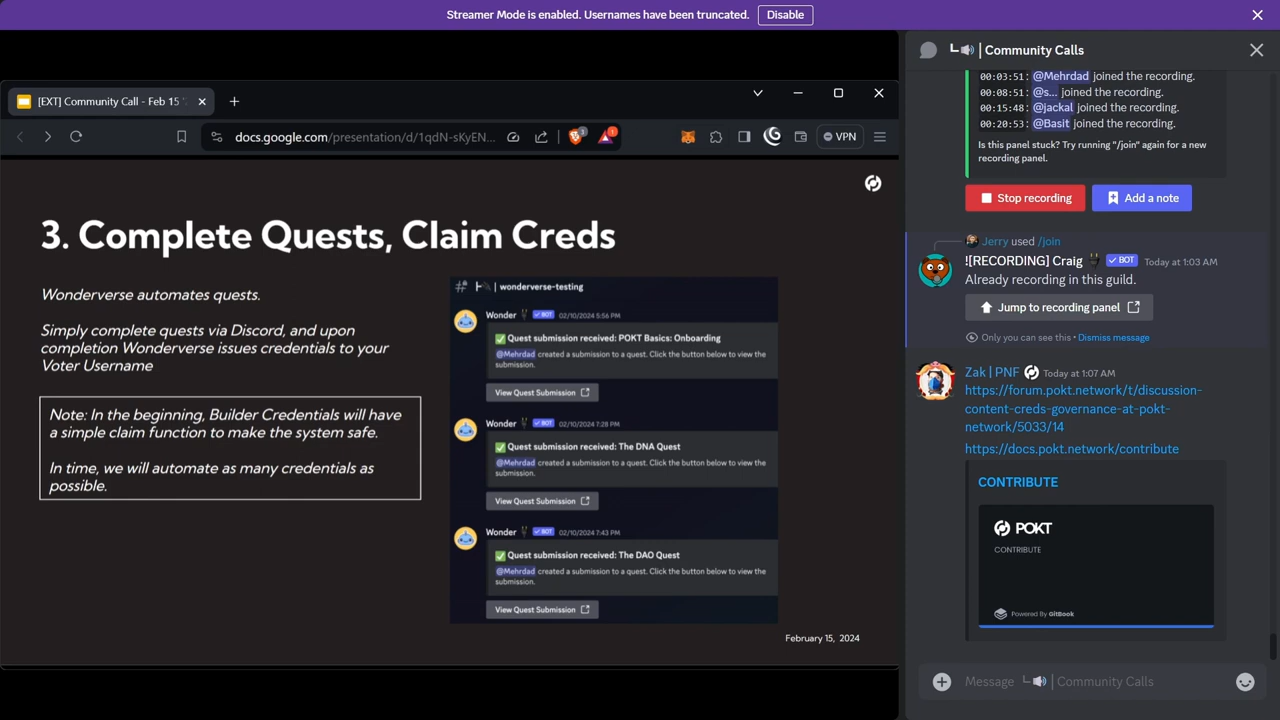 Streamer Mode is enabled. Usernames have been truncated. Disable
[EXT] Community Call - Feb 15 '
docs.google.com/presentation/d/1qdN-sKyEN...
3
1
VPN
3. Complete Quests, Claim Creds
Wonderverse automates quests.
Simply complete quests via Discord, and upon
completion Wonderverse issues credentials to your
Voter Username
Note: In the beginning, Builder Credentials will have
a simple claim function to make the system safe.
In time, we will automate as many credentials as
possible.
wonderverse-testing
Wonder BOT 02/10/2024 5:56 PM
Quest submission received: POKT Basics: Onboarding
@Mehrdad created a submission to a quest. Click the button below to view the
submission.
View Quest Submission
Wonder BOT 02/10/2024 7:28 PM
Quest submission received: The DNA Quest
@Mehrdad created a submission to a quest. Click the button below to view the
submission.
View Quest Submission
Wonder BOT 02/10/2024 7:43 PM
Quest submission received: The DAO Quest
@Mehrdad created a submission to a quest. Click the button below to view the
submission.
View Quest Submission
February 15, 2024
Community Calls
00:03:51: @Mehrdad joined the recording.
00:08:51: @s... joined the recording.
00:15:48: @jackal joined the recording.
00:20:53: @Basit joined the recording.
Is this panel stuck? Try running "/join" again for a new
recording panel.
Stop recording
Add a note
Jerry used /join
![RECORDING] Craig BOT Today at 1:03 AM
Already recording in this guild.
Jump to recording panel
Only you can see this • Dismiss message
Zak | PNF Today at 1:07 AM
https://forum.pokt.network/t/discussion-
content-creds-governance-at-pokt-
network/5033/14
https://docs.pokt.network/contribute
CONTRIBUTE
POKT
CONTRIBUTE
Powered By GitBook
Message Community Calls